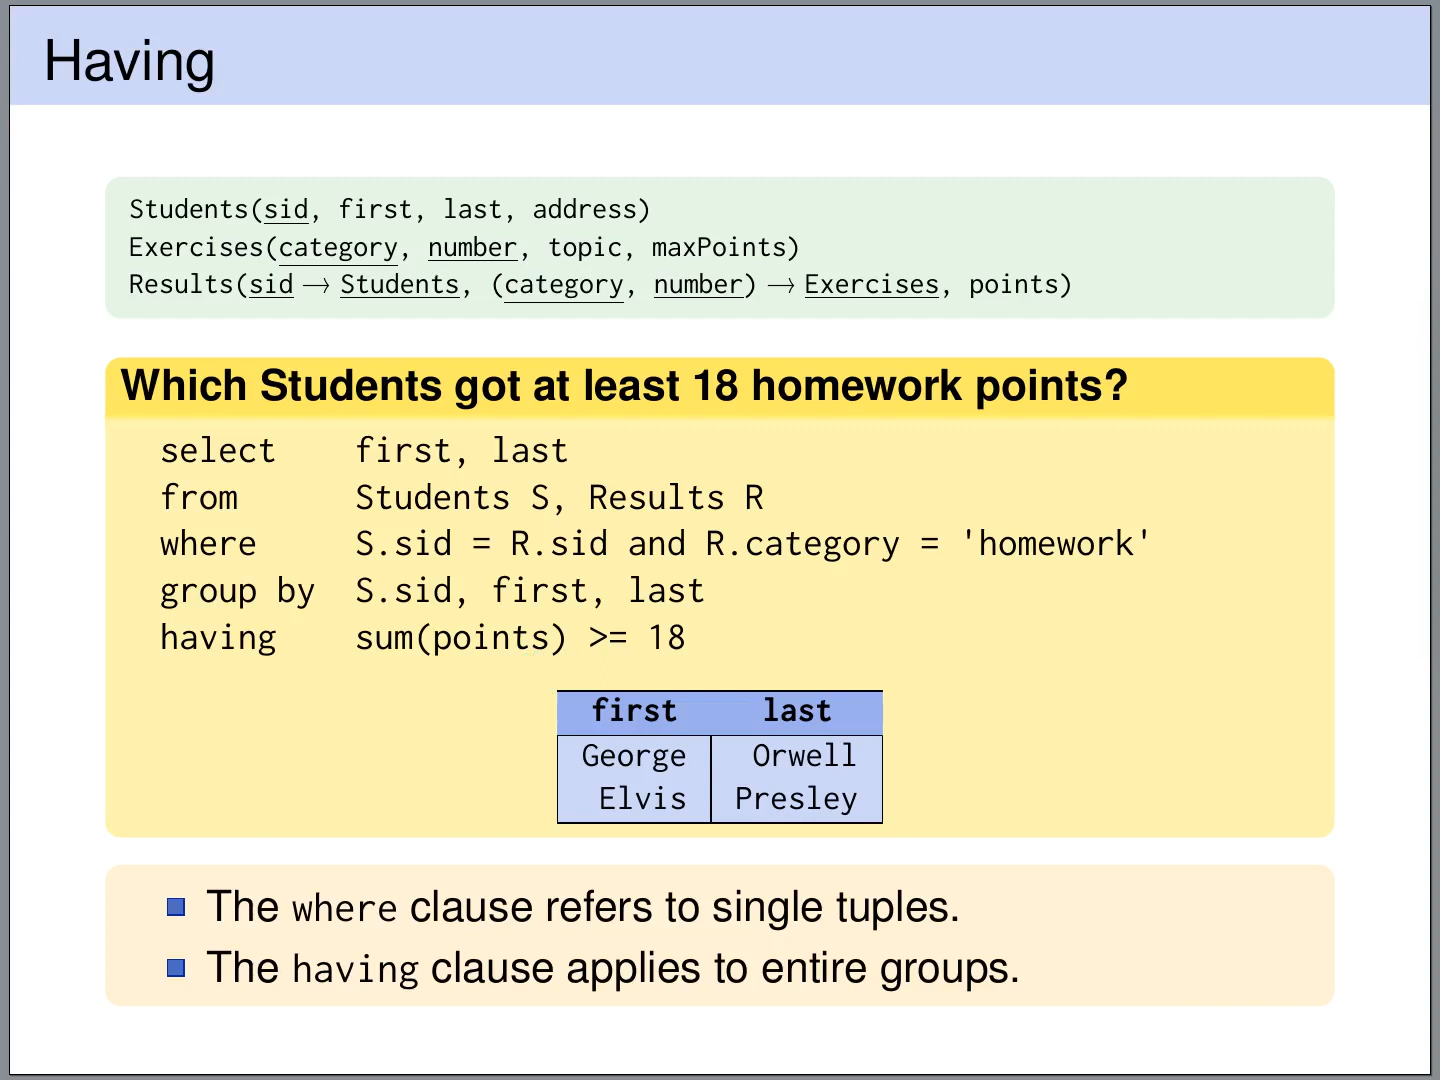 Having
Students(sid, first, last, address)
Exercises(category, number, topic, maxPoints)
Results(sid → Students, (category, number) → Exercises, points)
Which Students got at least 18 homework points?
select first, last
from Students S, Results R
where S.sid = R.sid and R.category = 'homework'
group by S.sid, first, last
having sum(points) >= 18
first last
George Orwell
Elvis Presley
The where clause refers to single tuples.
The having clause applies to entire groups.